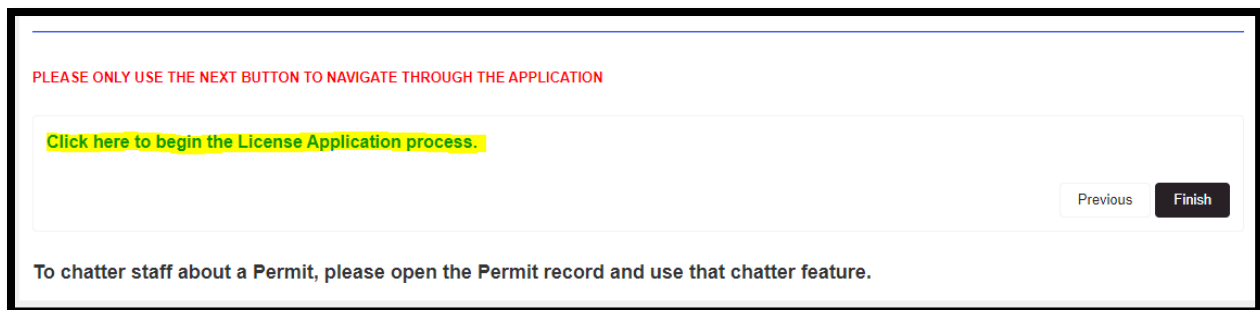 PLEASE ONLY USE THE NEXT BUTTON TO NAVIGATE THROUGH THE APPLICATION
Click here to begin the License Application process.
Previous Finish
To chatter staff about a Permit, please open the Permit record and use that chatter feature.